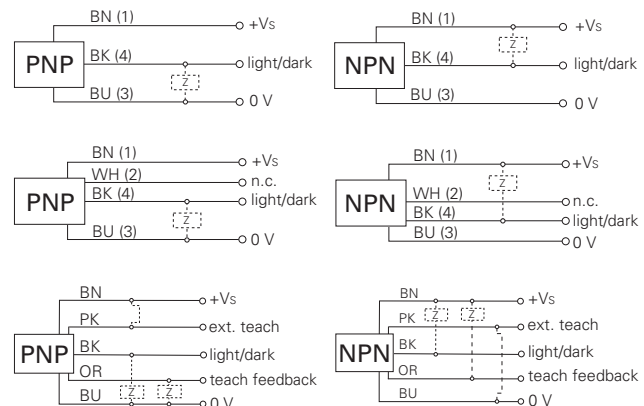 BN (1) +Vs
PNP BK (4) light/dark
Z
BU (3) 0 V
BN (1) +Vs
Z
NPN BK (4) light/dark
BU (3) 0 V
BN (1) +Vs
WH (2) n.c.
PNP BK (4) light/dark
Z
BU (3) 0 V
BN (1) +Vs
Z
WH (2) n.c.
NPN BK (4) light/dark
BU (3) 0 V
BN +Vs
PK ext. teach
PNP BK light/dark
OR teach feedback
Z Z
BU 0 V
BN +Vs
Z Z
PK ext. teach
NPN BK light/dark
OR teach feedback
BU 0 V